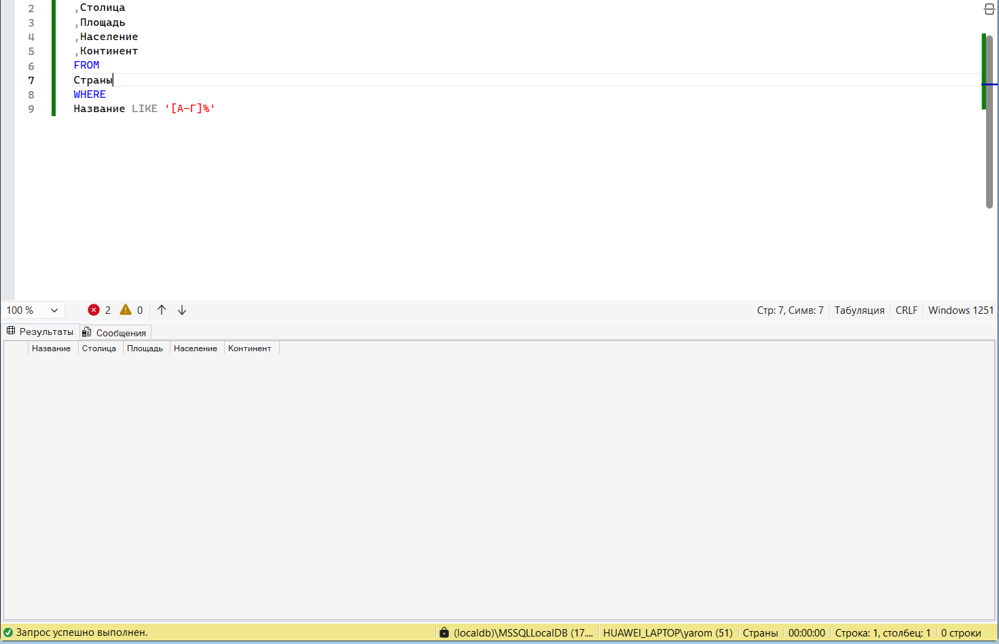 2 ,Столица
3 ,Площадь
4 ,Население
5 ,Континент
6 FROM
7 Страны
8 WHERE
9 Название LIKE '[А-Г]%'
100 % 2 0 Стр: 7, Симв: 7 Табуляция CRLF Windows 1251
Результаты Сообщения
Название Столица Площадь Население Континент
Запрос успешно выполнен. (localdb)\MSSQLLocalDB (17.... HUAWEI_LAPTOP\yarom (51) Страны 00:00:00 Строка: 1, столбец: 1 0 строки